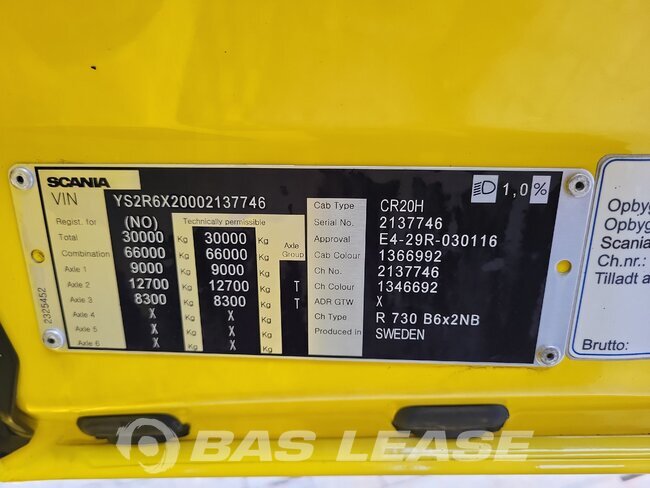 SCANIA
VIN YS2R6X20002137746
Regist. for (NO) Technically permissible
Total 30000 Kg 30000 Kg Axle Group
Combination 66000 Kg 66000 Kg
Axle 1 9000 Kg 9000 Kg
Axle 2 12700 Kg 12700 Kg T
Axle 3 8300 Kg 8300 Kg T
Axle 4 X Kg X Kg
Axle 5 X Kg X Kg
Axle 6 X Kg X Kg
2325452
Cab Type CR20H 1,0%
Serial No. 2137746
Approval E4-29R-030116
Cab Colour 1366992
Ch No. 2137746
Ch Colour 1346692
ADR GTW X
Ch Type R 730 B6x2NB
Produced in SWEDEN
Opbyg
Opbyg
Scania
Ch.nr.:
Tilladt a
Brutto:
BAS LEASE